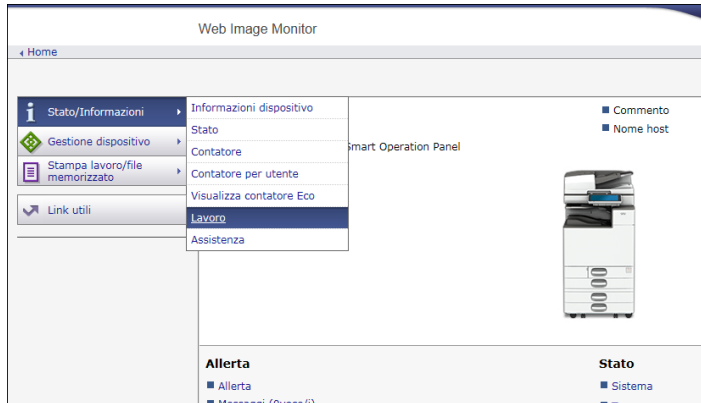 Web Image Monitor
Home
Stato/Informazioni
Gestione dispositivo
Stampa lavoro/file
memorizzato
Link utili
Informazioni dispositivo
Stato
Contatore
Contatore per utente
Visualizza contatore Eco
Lavoro
Assistenza
Smart Operation Panel
Commento
Nome host
Allerta
Allerta
Stato
Sistema